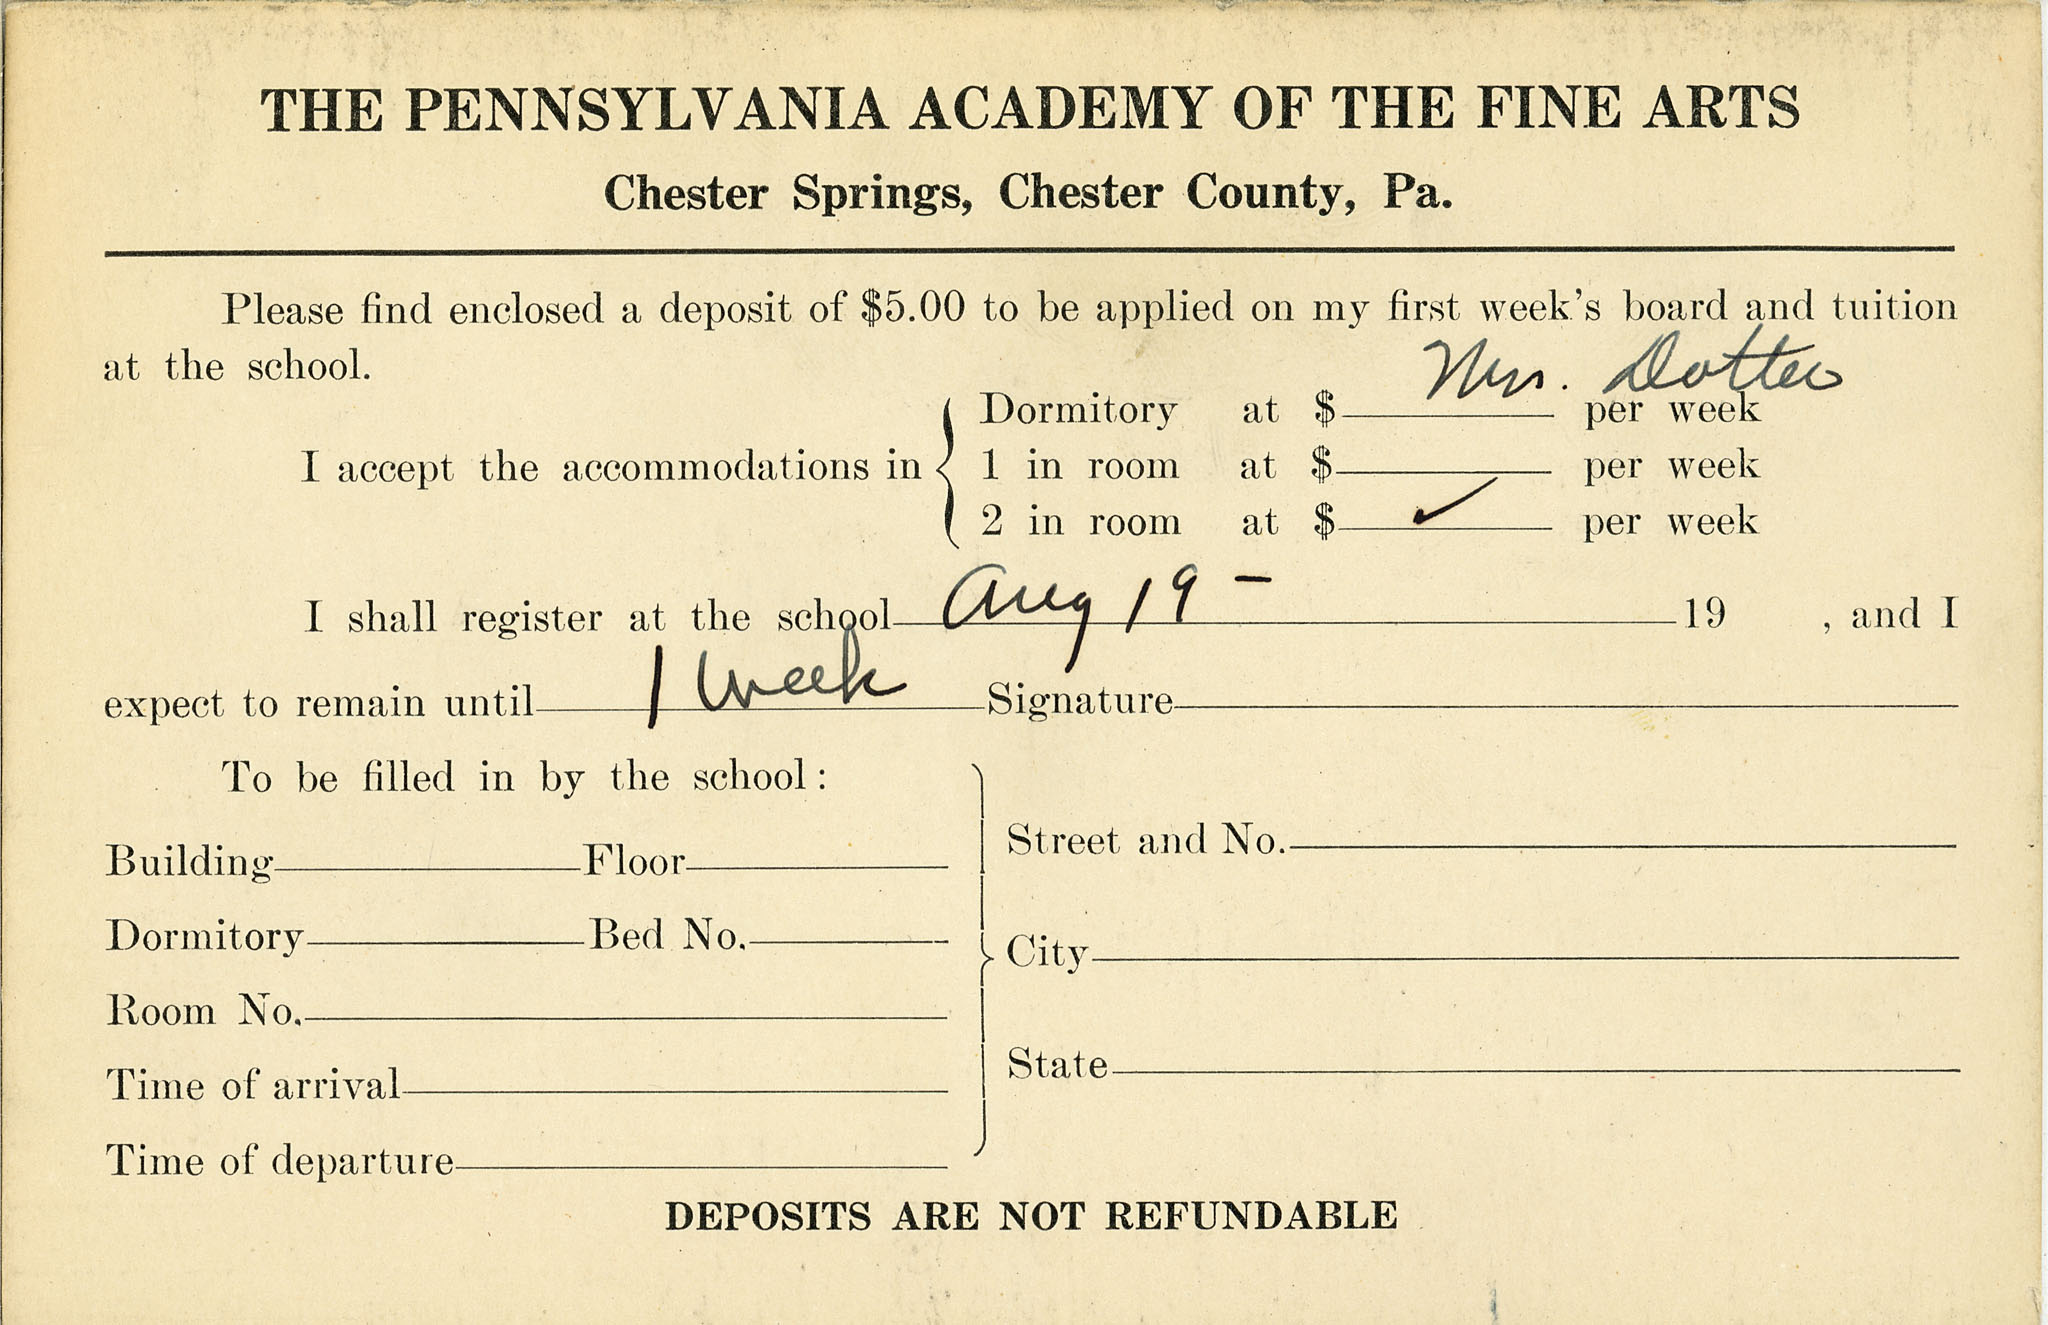 THE PENNSYLVANIA ACADEMY OF THE FINE ARTS
Chester Springs, Chester County, Pa.
Please find enclosed a deposit of $5.00 to be applied on my first week's board and tuition
at the school.
Mrs.
Dormitory at $ per week
I accept the accommodations in
1 in room at $ per week
2 in room at $ ✓ per week
I shall register at the school Aug 19 – 19 , and I
expect to remain until 1 week Signature
To be filled in by the school:
Building Floor
Street and No.
Dormitory Bed No.
City
Room No.
State
Time of arrival
Time of departure
DEPOSITS ARE NOT REFUNDABLE